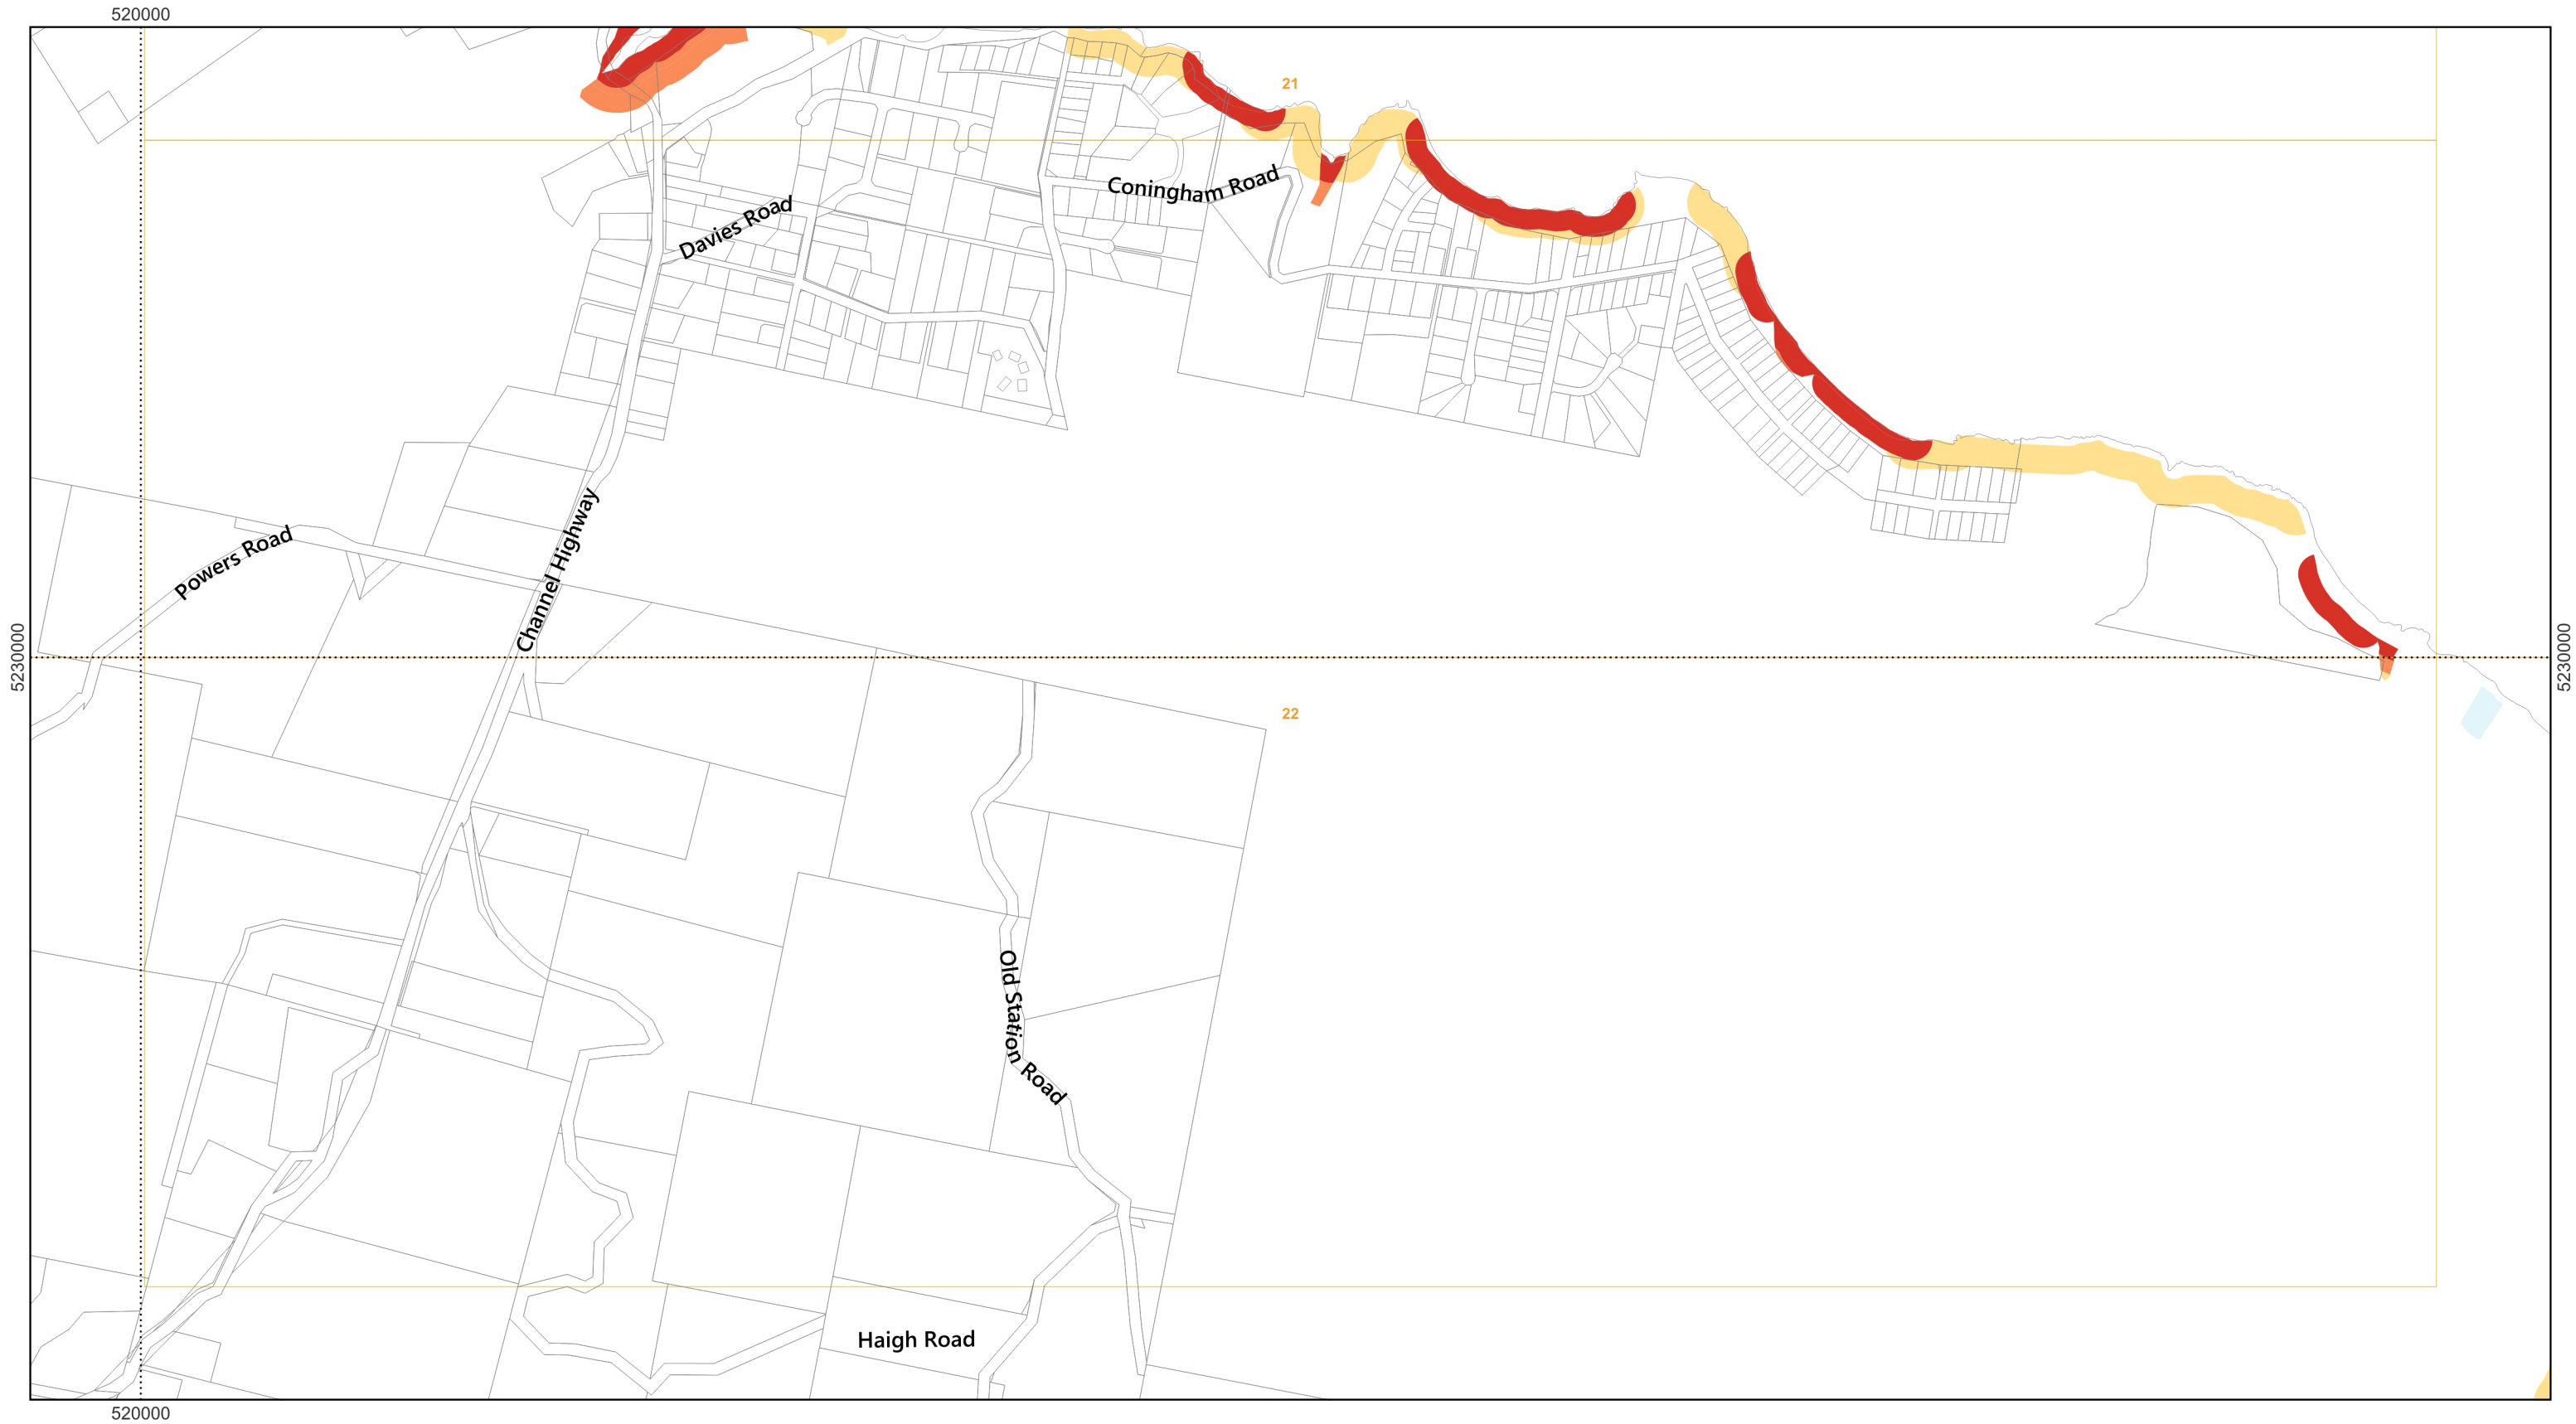 520000
21
Coningham Road
Davies Road
Powers Road
Channel Highway
5230000
5230000
22
Old Station Road
Haigh Road
520000